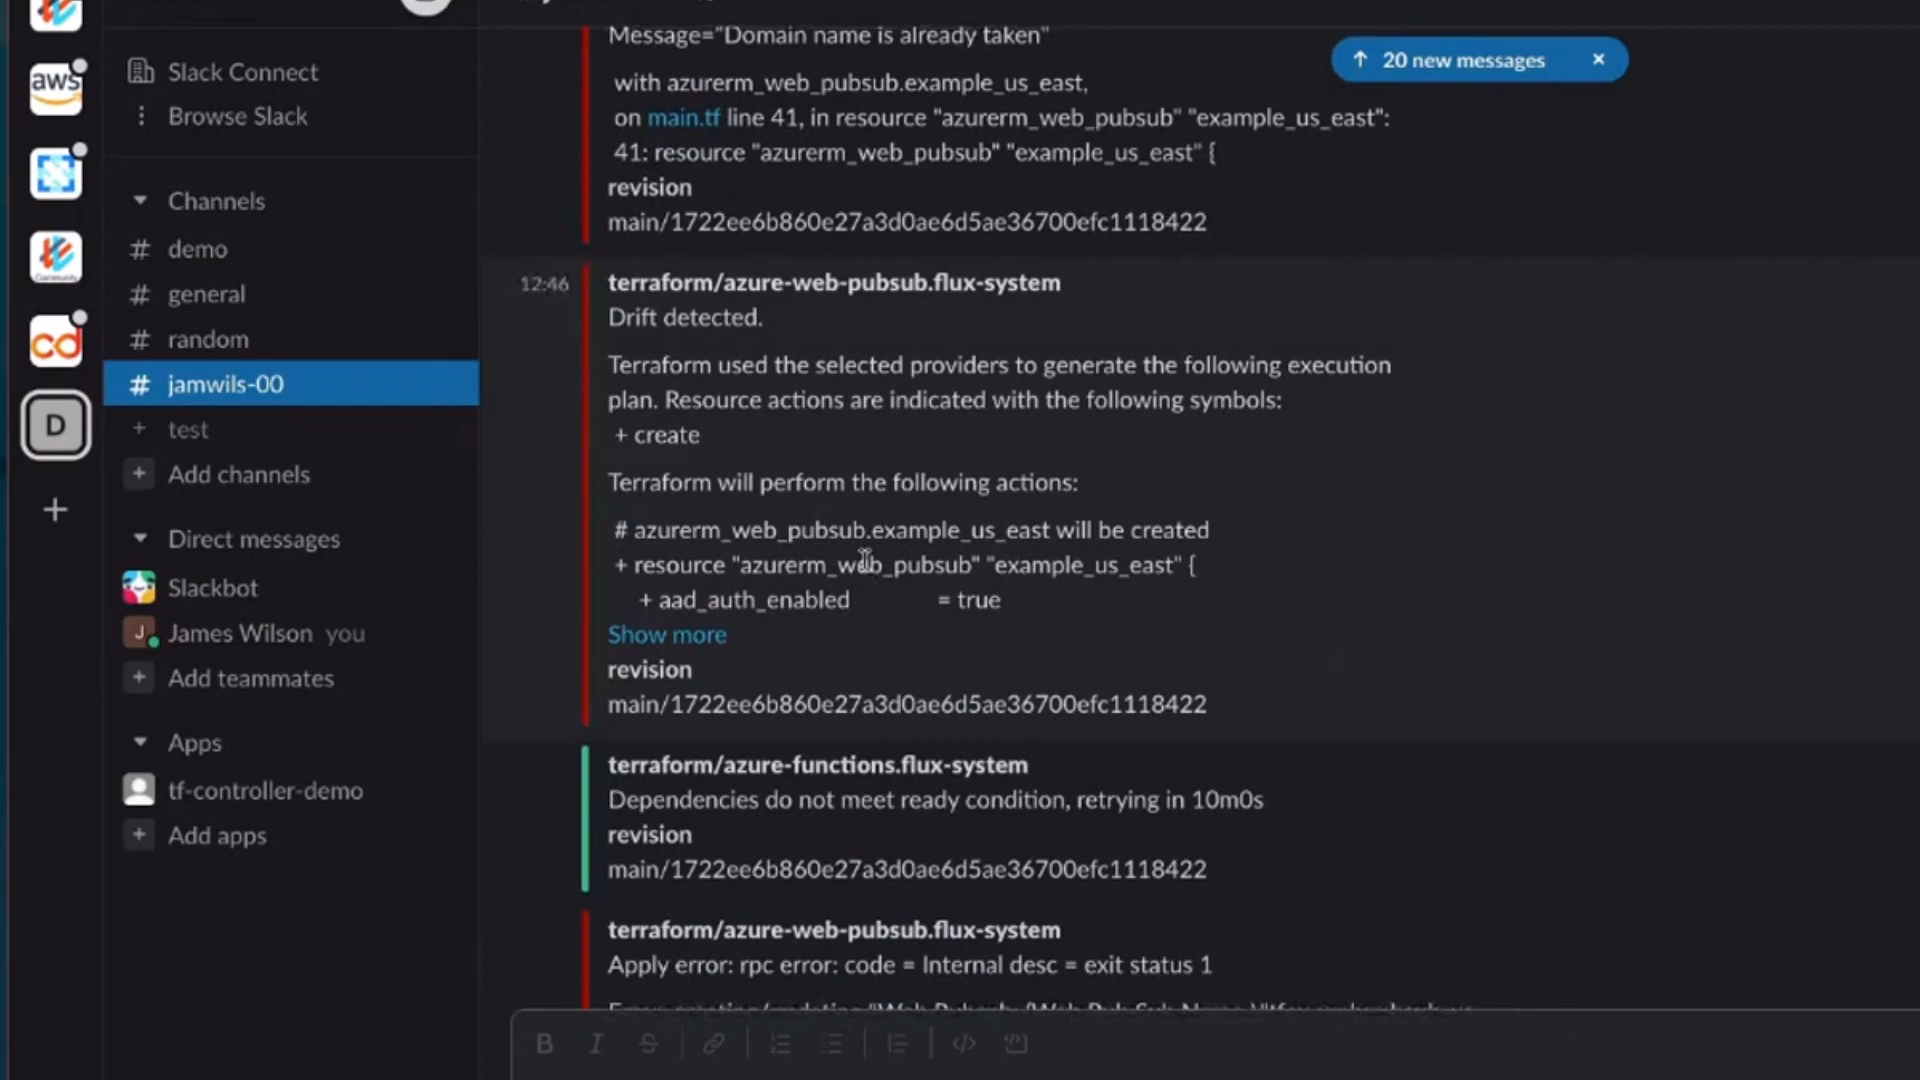 Message="Domain name is already taken"
↑ 20 new messages ×
aws
Slack Connect
Browse Slack
with azurerm_web_pubsub.example_us_east,
on main.tf line 41, in resource "azurerm_web_pubsub" "example_us_east":
41: resource "azurerm_web_pubsub" "example_us_east" {
revision
main/1722ee6b860e27a3d0ae6d5ae36700efc1118422
Channels
# demo
# general
# random
# jamwils-00
+ test
+ Add channels
cd
D
+
Direct messages
Slackbot
J James Wilson you
+ Add teammates
Apps
tf-controller-demo
+ Add apps
12:46
terraform/azure-web-pubsub.flux-system
Drift detected.
Terraform used the selected providers to generate the following execution
plan. Resource actions are indicated with the following symbols:
+ create
Terraform will perform the following actions:
# azurerm_web_pubsub.example_us_east will be created
+ resource "azurerm_web_pubsub" "example_us_east" {
+ aad_auth_enabled = true
Show more
revision
main/1722ee6b860e27a3d0ae6d5ae36700efc1118422
terraform/azure-functions.flux-system
Dependencies do not meet ready condition, retrying in 10m0s
revision
main/1722ee6b860e27a3d0ae6d5ae36700efc1118422
terraform/azure-web-pubsub.flux-system
Apply error: rpc error: code = Internal desc = exit status 1
B I S